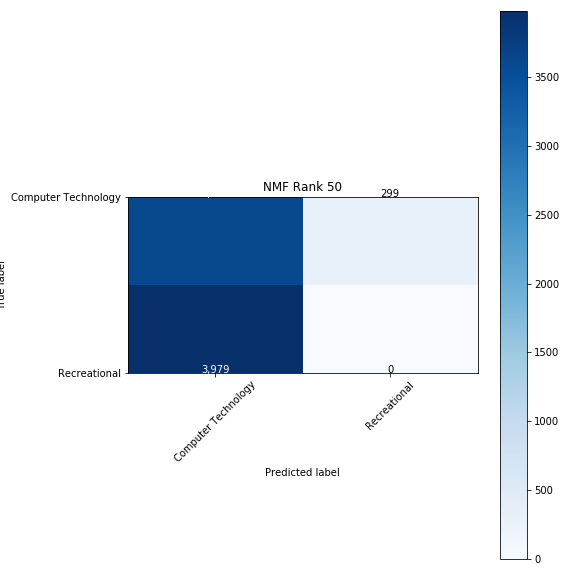 NMF Rank 50
Computer Technology
299
True label
Recreational
3,979
0
Computer Technology
Recreational
Predicted label
3500
3000
2500
2000
1500
1000
500
0